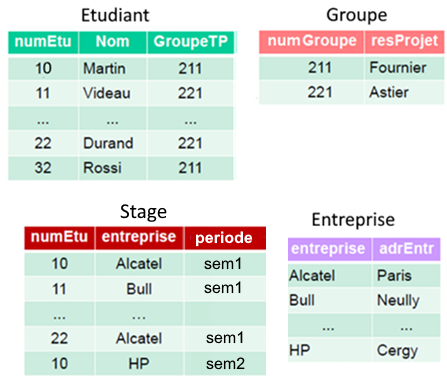 Etudiant
numEtu Nom GroupeTP
10 Martin 211
11 Videau 221
... ... ...
22 Durand 221
32 Rossi 211
Groupe
numGroupe resProjet
211 Fournier
221 Astier
Stage
numEtu entreprise periode
10 Alcatel sem1
11 Bull sem1
... ...
22 Alcatel sem1
10 HP sem2
Entreprise
entreprise adrEntr
Alcatel Paris
Bull Neully
... ...
HP Cergy